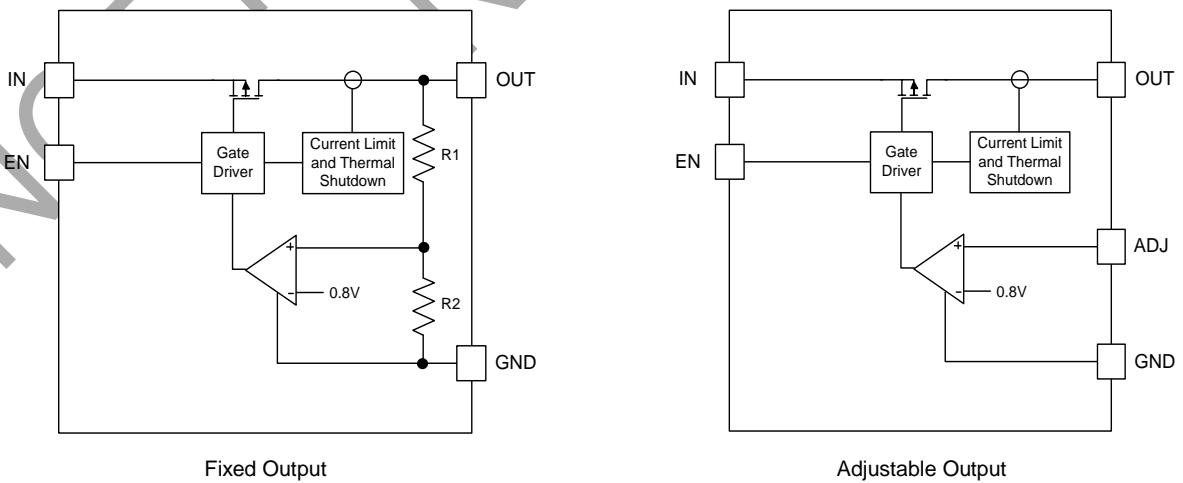 IN
OUT
EN
Gate
Driver
Current Limit
and Thermal
Shutdown
R1
+
-
0.8V
R2
GND
Fixed Output
IN
OUT
EN
Gate
Driver
Current Limit
and Thermal
Shutdown
+
-
0.8V
ADJ
GND
Adjustable Output